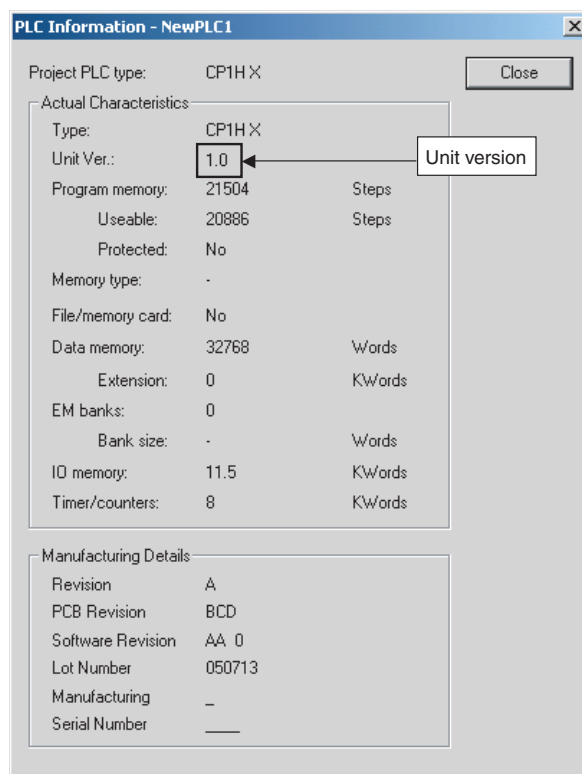 PLC Information - NewPLC1
Project PLC type: CP1H X Close
Actual Characteristics
Type: CP1H X
Unit Ver.: 1.0 Unit version
Program memory: 21504 Steps
Useable: 20886 Steps
Protected: No
Memory type: -
File/memory card: No
Data memory: 32768 Words
Extension: 0 KWords
EM banks: 0
Bank size: - Words
IO memory: 11.5 KWords
Timer/counters: 8 KWords
Manufacturing Details
Revision A
PCB Revision BCD
Software Revision AA 0
Lot Number 050713
Manufacturing _
Serial Number ____